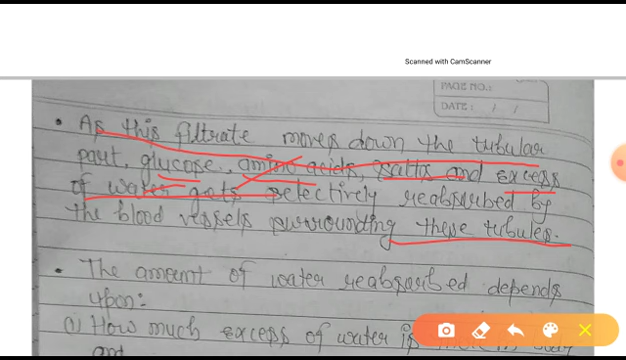 Scanned with CamScanner
PAGE NO.:
DATE: / /
• As this filtrate moves down the tubular
part, glucose, amino acids, salts and excess
of water gets selectively reabsorbed by
the blood vessels surrounding these tubules.
• The amount of water reabsorbed depends
upon:
(i) How much excess of water is
and